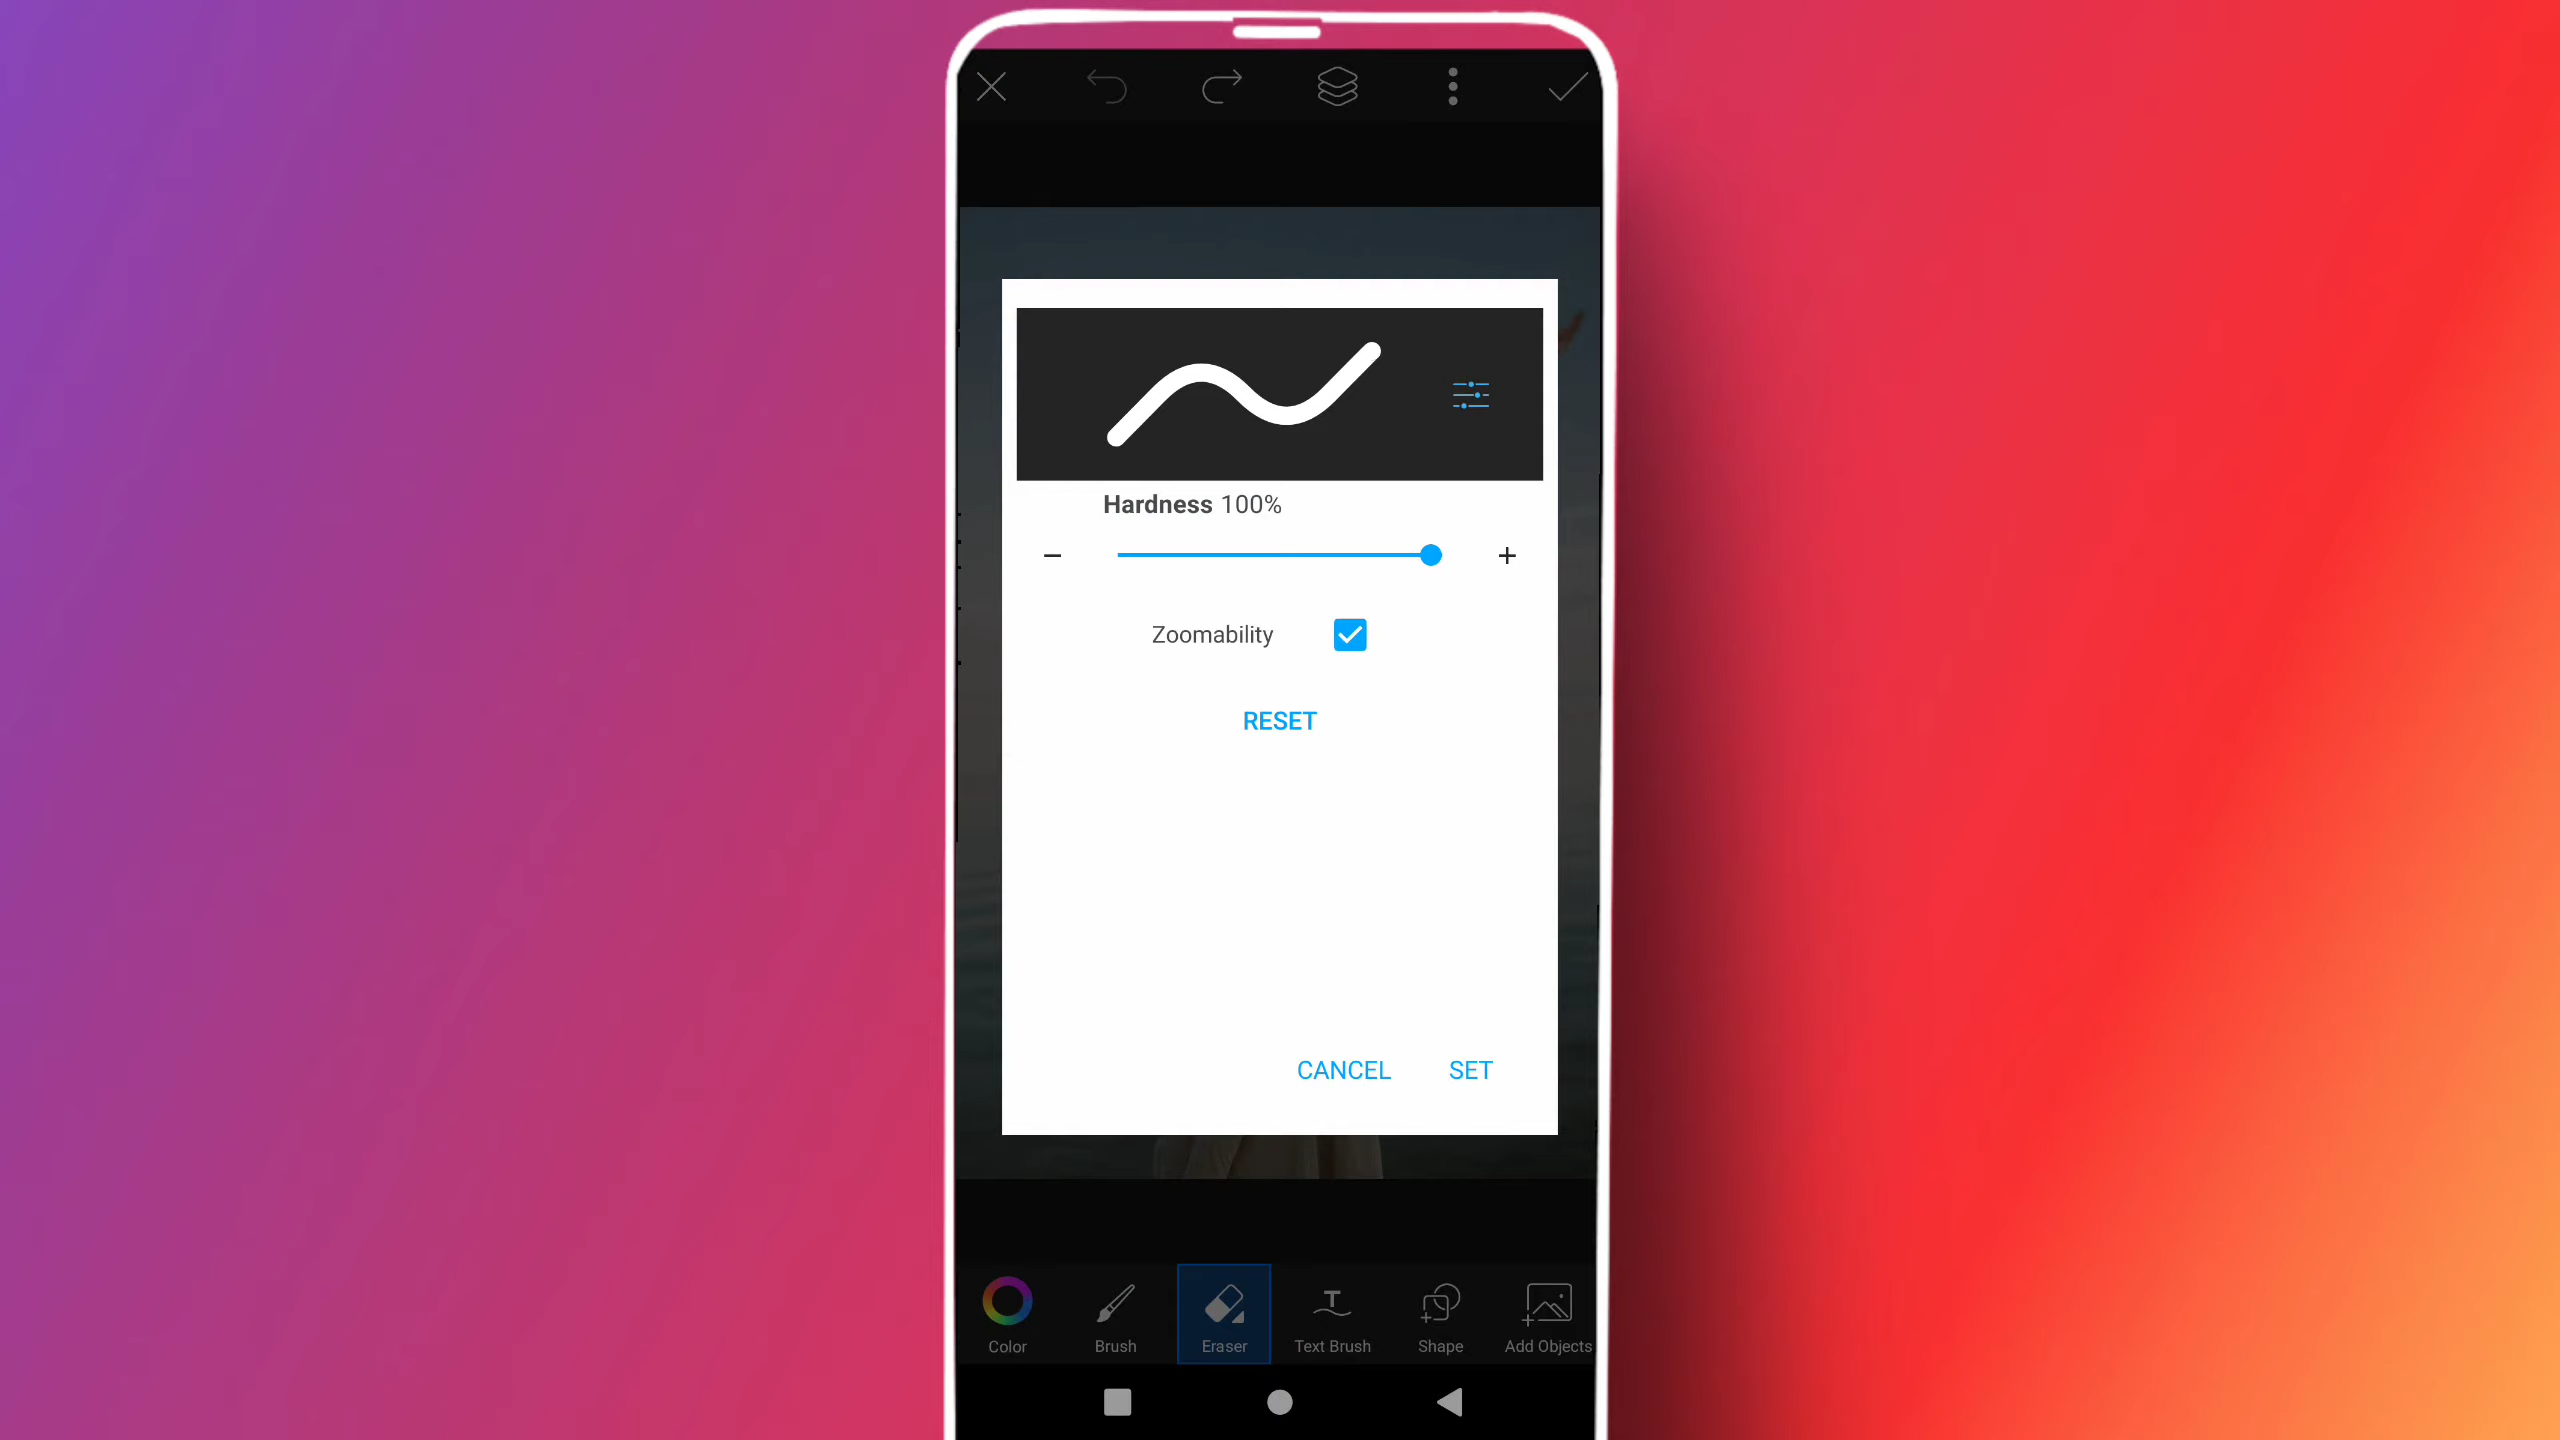 Hardness 100%
Zoomability
RESET
CANCEL SET
Color Brush Eraser Text Brush Shape Add Objects